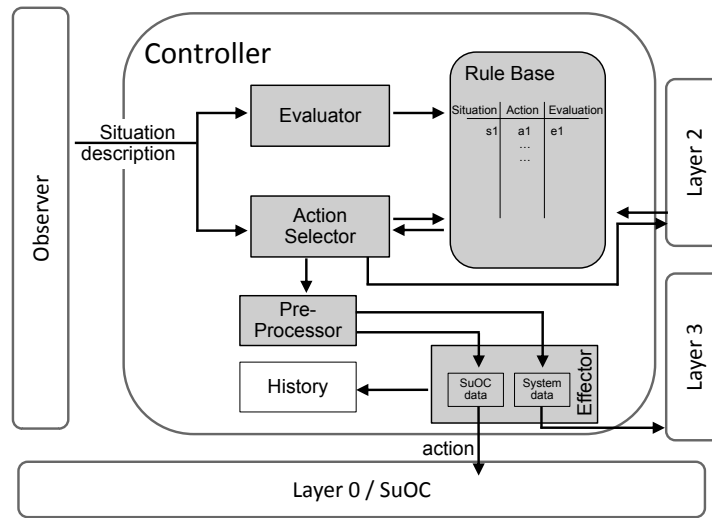 Controller
Rule Base
Situation Action Evaluation
s1 a1 e1
...
...
Evaluator
Situation
description
Observer
Action
Selector
Layer 2
Pre-
Processor
Layer 3
History
SuOC
data
System
data
Effector
action
Layer 0 / SuOC